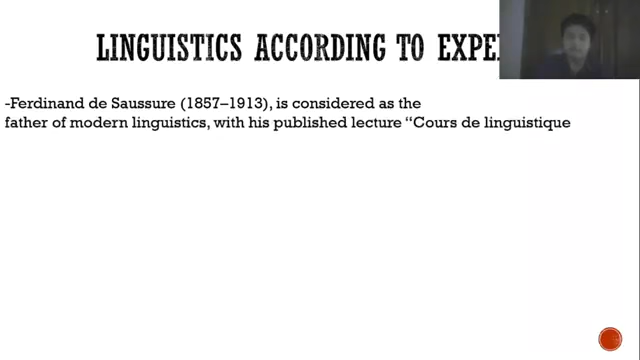 LINGUISTICS ACCORDING TO
-Ferdinand de Saussure (1857–1913), is considered as the
father of modern linguistics, with his published lecture “Cours de linguistique